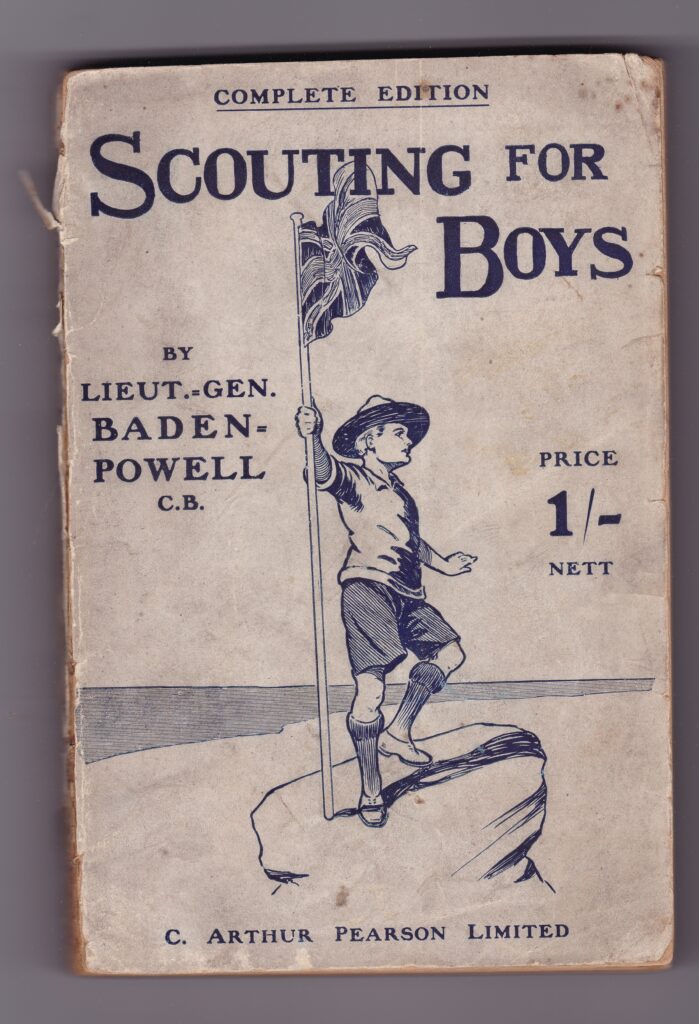 COMPLETE EDITION
SCOUTING FOR
BOYS
BY
LIEUT.=GEN.
BADEN=
POWELL
C.B.
PRICE
1/-
NETT
C. ARTHUR PEARSON LIMITED